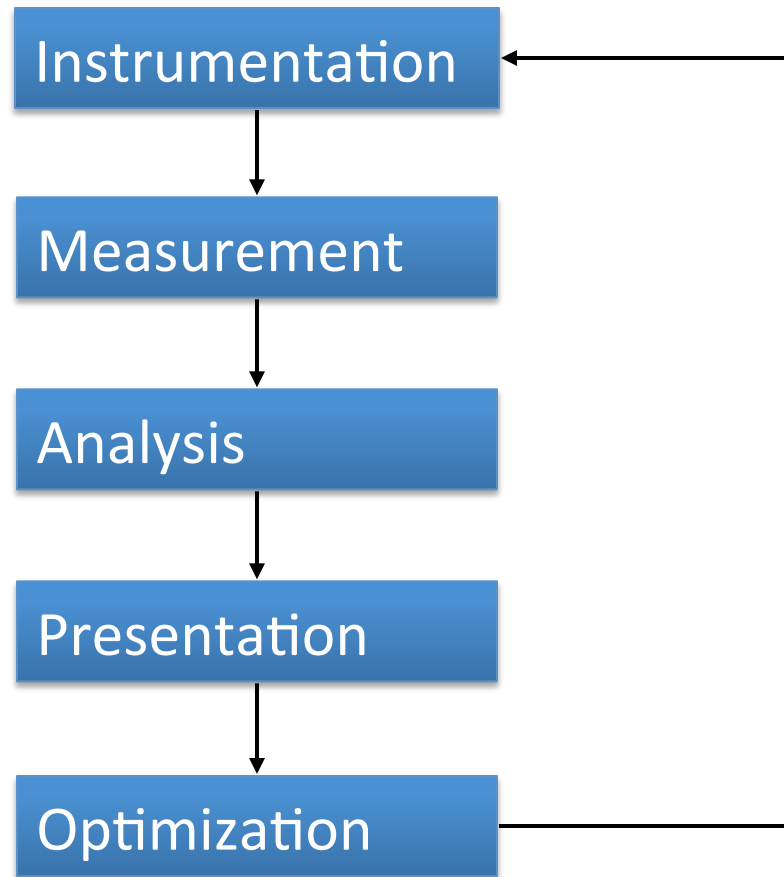 Instrumentation
Measurement
Analysis
Presentation
Optimization